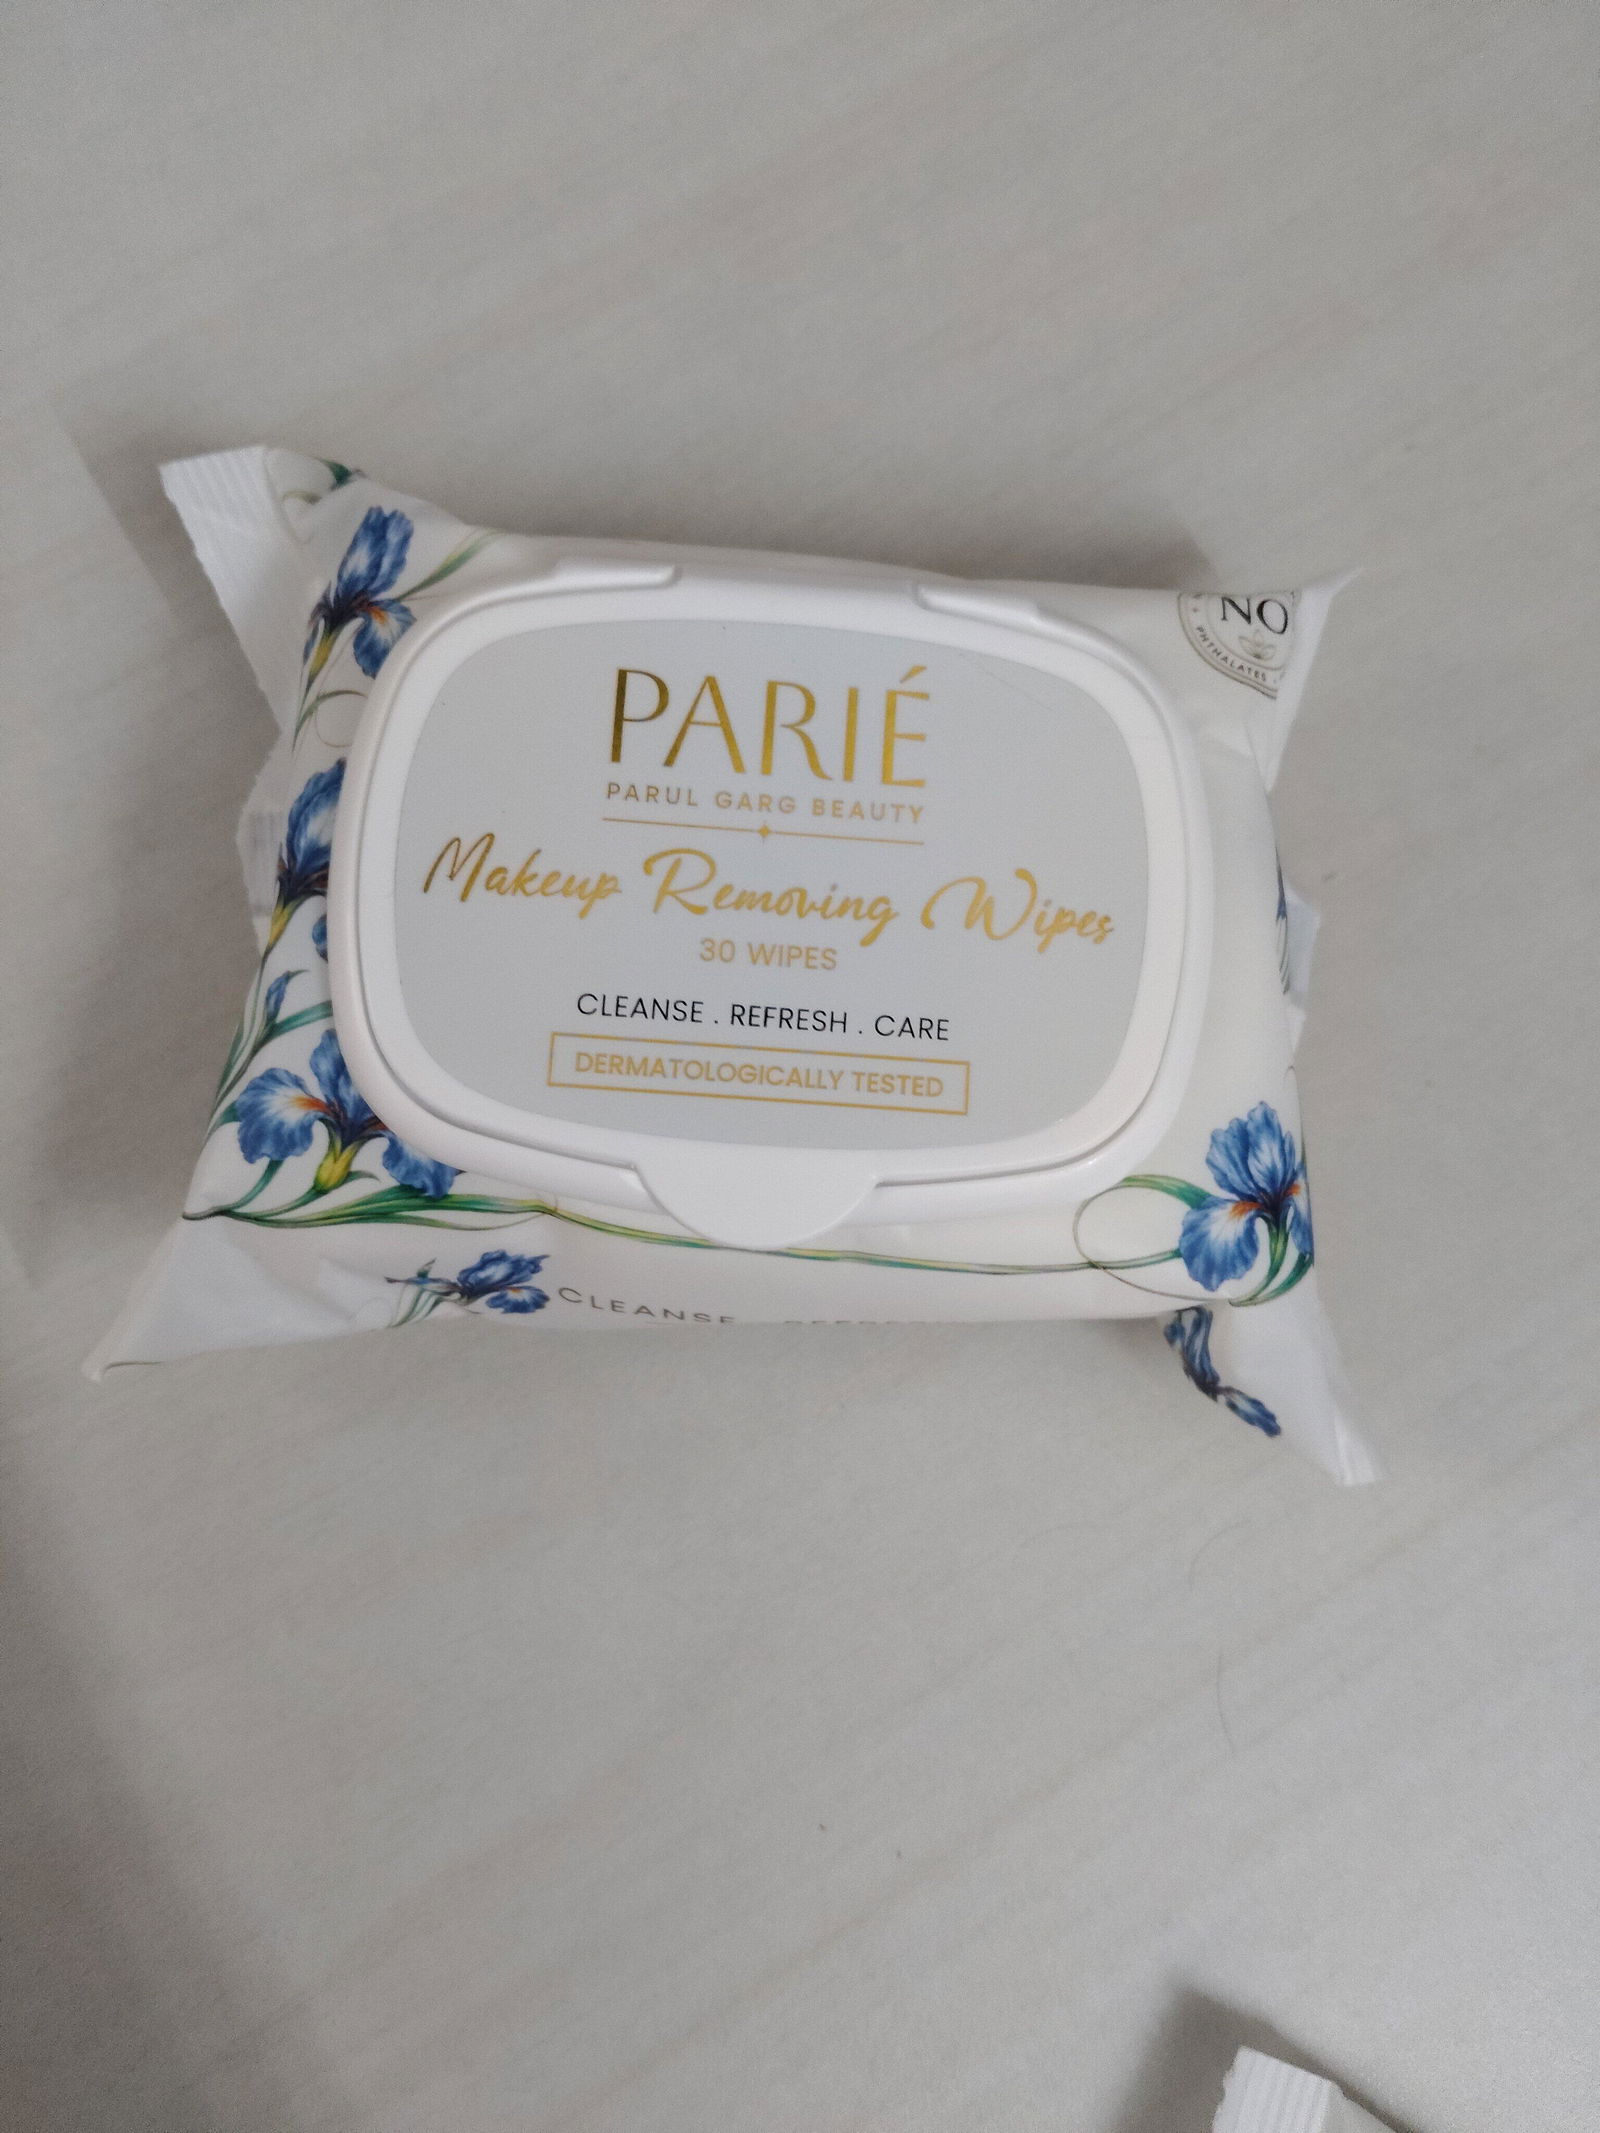 NO
PHTHALATES
PARIÉ
PARUL GARG BEAUTY
Makeup Removing Wipes
30 WIPES
CLEANSE . REFRESH . CARE
DERMATOLOGICALLY TESTED
CLEANSE